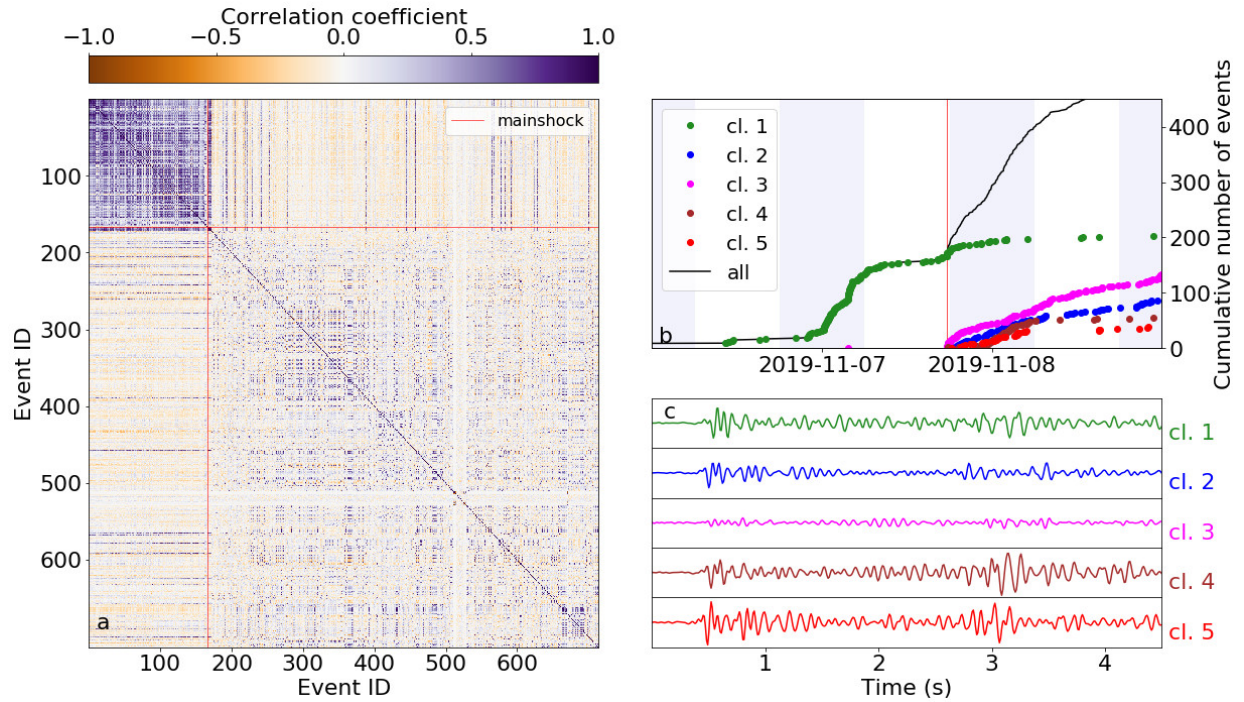 Correlation coefficient
−1.0 −0.5 0.0 0.5 1.0
mainshock
100
200
300
400
500
600
Event ID
a
100 200 300 400 500 600
Event ID
cl. 1
cl. 2
cl. 3
cl. 4
cl. 5
all
b
400
300
200
100
0
Cumulative number of events
2019-11-07 2019-11-08
c
cl. 1
cl. 2
cl. 3
cl. 4
cl. 5
1 2 3 4
Time (s)